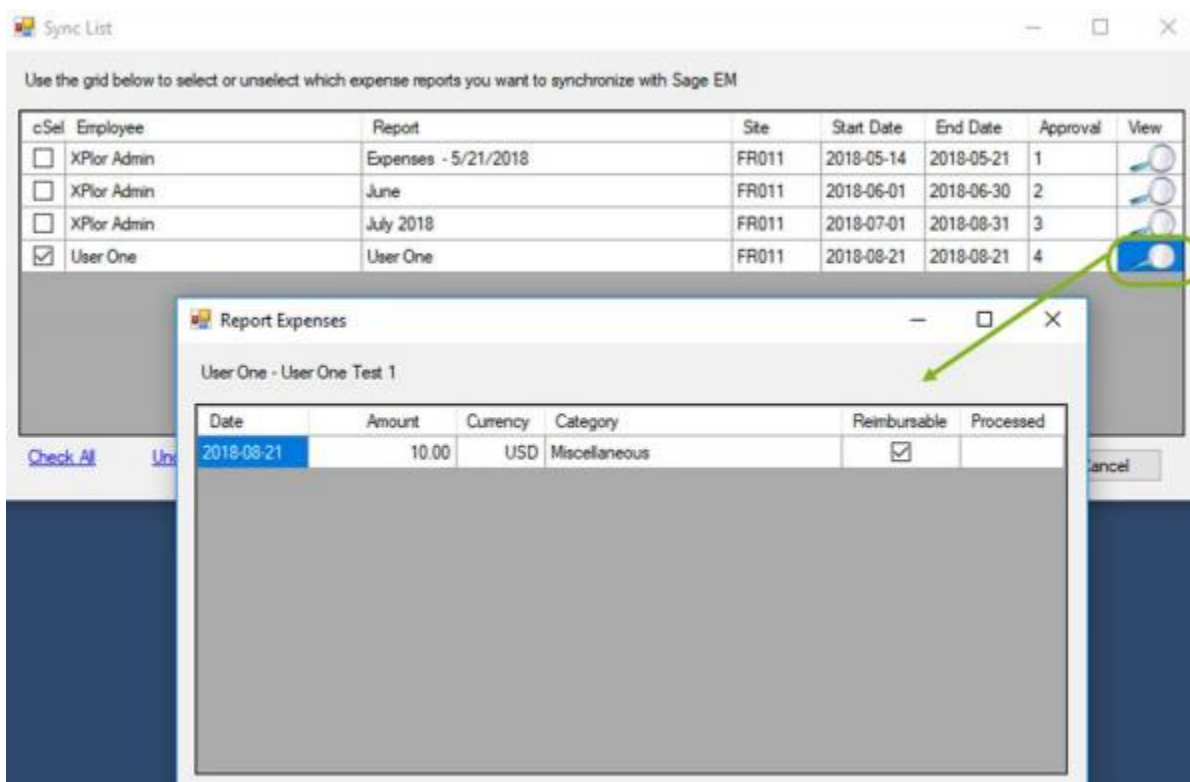 Sync List
Use the grid below to select or unselect which expense reports you want to synchronize with Sage EM
cSel Employee Report Site Start Date End Date Approval View
XPlor Admin Expenses - 5/21/2018 FR011 2018-05-14 2018-05-21 1
XPlor Admin June FR011 2018-06-01 2018-06-30 2
XPlor Admin July 2018 FR011 2018-07-01 2018-08-31 3
User One User One FR011 2018-08-21 2018-08-21 4
Report Expenses
User One - User One Test 1
Date Amount Currency Category Reimbursable Processed
2018-08-21 10.00 USD Miscellaneous
Check All